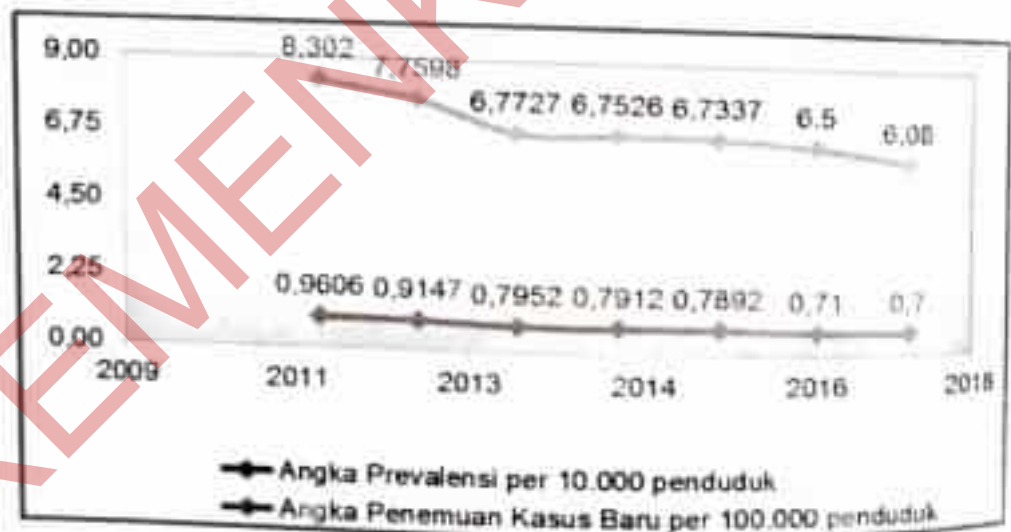 9,00
8,302
7,7598
6,75
6,7727 6,7526 6,7337 6.5 6,08
4,50
2,25
0,9606 0,9147 0,7952 0,7912 0,7892 0,71 0,7
0,00
2009 2011 2013 2014 2016 2018
Angka Prevalensi per 10.000 penduduk
Angka Penemuan Kasus Baru per 100.000 penduduk